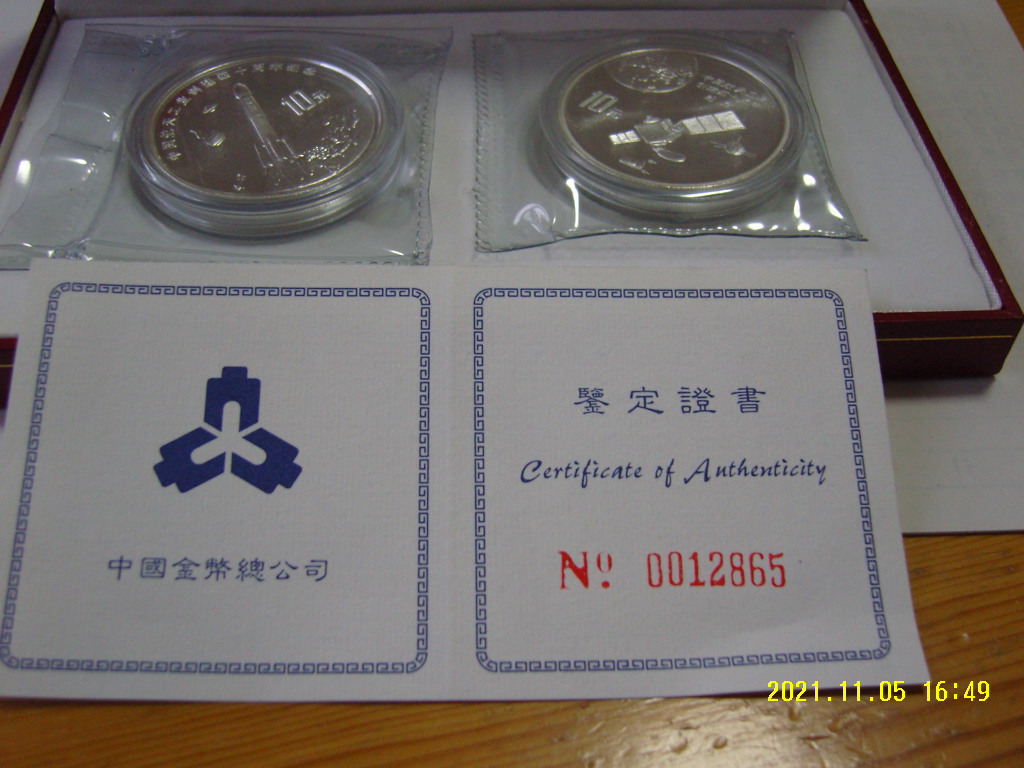 10元
10元
中國金幣總公司
鑒定證書
Certificate of Authenticity
Nº 0012865
2021.11.05 16:49